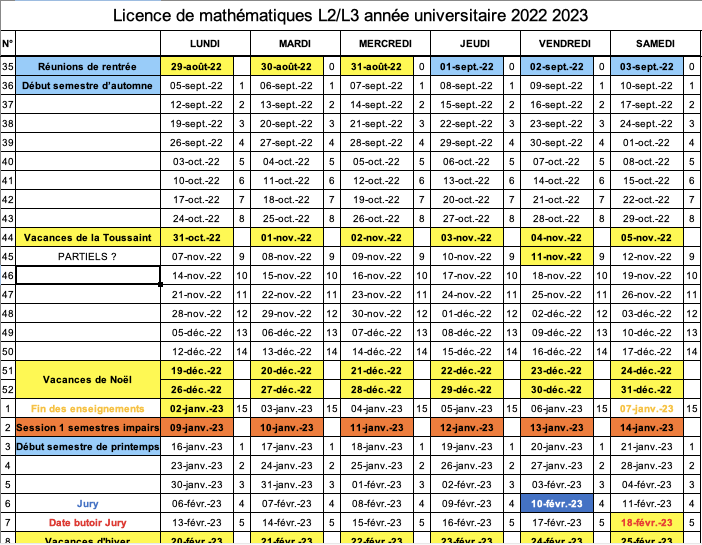 Licence de mathématiques L2/L3 année universitaire 2022 2023
N° LUNDI MARDI MERCREDI JEUDI VENDREDI SAMEDI
35 Réunions de rentrée 29-août-22 30-août-22 0 31-août-22 0 01-sept.-22 0 02-sept.-22 0 03-sept.-22 0
36 Début semestre d'automne 05-sept.-22 1 06-sept.-22 1 07-sept.-22 1 08-sept.-22 1 09-sept.-22 1 10-sept.-22 1
37 12-sept.-22 2 13-sept.-22 2 14-sept.-22 2 15-sept.-22 2 16-sept.-22 2 17-sept.-22 2
38 19-sept.-22 3 20-sept.-22 3 21-sept.-22 3 22-sept.-22 3 23-sept.-22 3 24-sept.-22 3
39 26-sept.-22 4 27-sept.-22 4 28-sept.-22 4 29-sept.-22 4 30-sept.-22 4 01-oct.-22 4
40 03-oct.-22 5 04-oct.-22 5 05-oct.-22 5 06-oct.-22 5 07-oct.-22 5 08-oct.-22 5
41 10-oct.-22 6 11-oct.-22 6 12-oct.-22 6 13-oct.-22 6 14-oct.-22 6 15-oct.-22 6
42 17-oct.-22 7 18-oct.-22 7 19-oct.-22 7 20-oct.-22 7 21-oct.-22 7 22-oct.-22 7
43 24-oct.-22 8 25-oct.-22 8 26-oct.-22 8 27-oct.-22 8 28-oct.-22 8 29-oct.-22 8
44 Vacances de la Toussaint 31-oct.-22 01-nov.-22 02-nov.-22 03-nov.-22 04-nov.-22 05-nov.-22
45 PARTIELS ? 07-nov.-22 9 08-nov.-22 9 09-nov.-22 9 10-nov.-22 9 11-nov.-22 9 12-nov.-22 9
46 14-nov.-22 10 15-nov.-22 10 16-nov.-22 10 17-nov.-22 10 18-nov.-22 10 19-nov.-22 10
47 21-nov.-22 11 22-nov.-22 11 23-nov.-22 11 24-nov.-22 11 25-nov.-22 11 26-nov.-22 11
48 28-nov.-22 12 29-nov.-22 12 30-nov.-22 12 01-déc.-22 12 02-déc.-22 12 03-déc.-22 12
49 05-déc.-22 13 06-déc.-22 13 07-déc.-22 13 08-déc.-22 13 09-déc.-22 13 10-déc.-22 13
50 12-déc.-22 14 13-déc.-22 14 14-déc.-22 14 15-déc.-22 14 16-déc.-22 14 17-déc.-22 14
51 Vacances de Noël 19-déc.-22 20-déc.-22 21-déc.-22 22-déc.-22 23-déc.-22 24-déc.-22
52 26-déc.-22 27-déc.-22 28-déc.-22 29-déc.-22 30-déc.-22 31-déc.-22
1 Fin des enseignements 02-janv.-23 15 03-janv.-23 15 04-janv.-23 15 05-janv.-23 15 06-janv.-23 15 07-janv.-23 15
2 Session 1 semestres impairs 09-janv.-23 10-janv.-23 11-janv.-23 12-janv.-23 13-janv.-23 14-janv.-23
3 Début semestre de printemps 16-janv.-23 1 17-janv.-23 1 18-janv.-23 1 19-janv.-23 1 20-janv.-23 1 21-janv.-23 1
4 23-janv.-23 2 24-janv.-23 2 25-janv.-23 2 26-janv.-23 2 27-janv.-23 2 28-janv.-23 2
5 30-janv.-23 3 31-janv.-23 3 01-févr.-23 3 02-févr.-23 3 03-févr.-23 3 04-févr.-23 3
6 Jury 06-févr.-23 4 07-févr.-23 4 08-févr.-23 4 09-févr.-23 4 10-févr.-23 4 11-févr.-23 4
7 Date butoir Jury 13-févr.-23 5 14-févr.-23 5 15-févr.-23 5 16-févr.-23 5 17-févr.-23 5 18-févr.-23 5
8 Vacances d'hiver 20-févr.-23 21-févr.-23 22-févr.-23 23-févr.-23 24-févr.-23 25-févr.-23